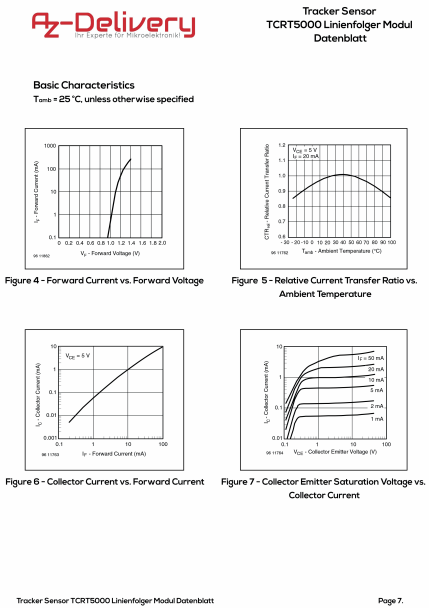 Az-Delivery
Ihr Experte für Mikroelektronik!
Tracker Sensor
TCRT5000 Linienfolger Modul
Datenblatt
Basic Characteristics
Tamb = 25 °C, unless otherwise specified
1000
100
10
1
0.1
0 0.2 0.4 0.6 0.8 1.0 1.2 1.4 1.6 1.8 2.0
IF - Forward Current (mA)
96 11862
VF - Forward Voltage (V)
Figure 4 - Forward Current vs. Forward Voltage
VCE = 5 V
IF = 20 mA
1.2
1.1
1.0
0.9
0.8
0.7
0.6
- 30 - 20 -10 0 10 20 30 40 50 60 70 80 90 100
CTRrel - Relative Current Transfer Ratio
96 11762
Tamb - Ambient Temperature (°C)
Figure 5 - Relative Current Transfer Ratio vs.
Ambient Temperature
VCE = 5 V
10
1
0.1
0.01
0.001
0.1 1 10 100
IC - Collector Current (mA)
96 11763
IF - Forward Current (mA)
Figure 6 - Collector Current vs. Forward Current
10
1
0.1
0.01
0.1 1 10 100
IF = 50 mA
20 mA
10 mA
5 mA
2 mA
1 mA
IC - Collector Current (mA)
96 11764
VCE - Collector Emitter Voltage (V)
Figure 7 - Collector Emitter Saturation Voltage vs.
Collector Current
Tracker Sensor TCRT5000 Linienfolger Modul Datenblatt
Page 7.